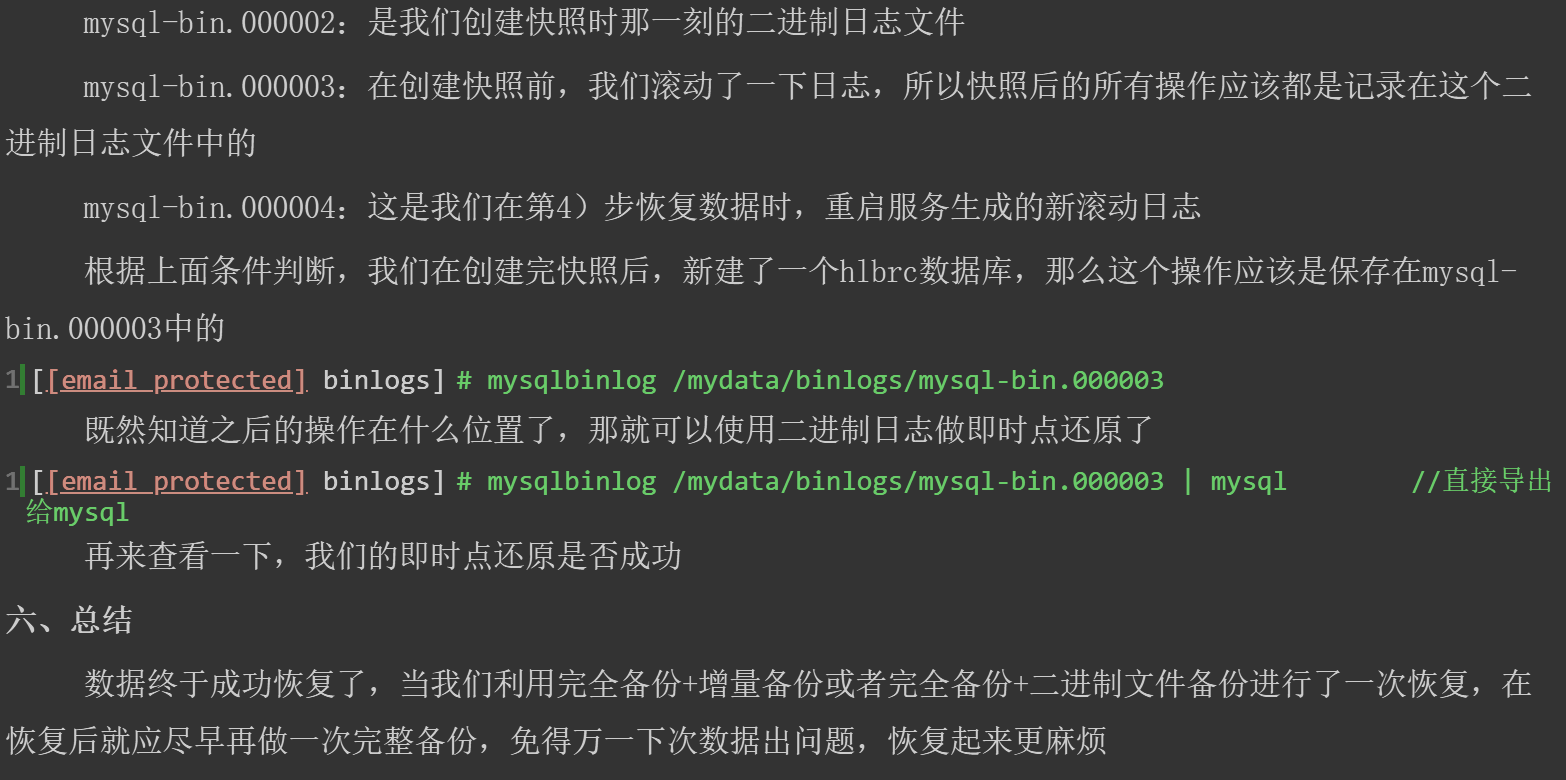 mysql-bin.000002：是我们创建快照时那一刻的二进制日志文件
mysql-bin.000003：在创建快照前，我们滚动了一下日志，所以快照后的所有操作应该都是记录在这个二
进制日志文件中的
mysql-bin.000004：这是我们在第4）步恢复数据时，重启服务生成的新滚动日志
根据上面条件判断，我们在创建完快照后，新建了一个hlbrc数据库，那么这个操作应该是保存在mysql-
bin.000003中的
1 [[email protected] binlogs] # mysqlbinlog /mydata/binlogs/mysql-bin.000003
既然知道之后的操作在什么位置了，那就可以使用二进制日志做即时点还原了
1 [[email protected] binlogs] # mysqlbinlog /mydata/binlogs/mysql-bin.000003 | mysql //直接导出
给mysql
再来查看一下，我们的即时点还原是否成功
六、总结
数据终于成功恢复了，当我们利用完全备份+增量备份或者完全备份+二进制文件备份进行了一次恢复，在
恢复后就应尽早再做一次完整备份，免得万一下次数据出问题，恢复起来更麻烦